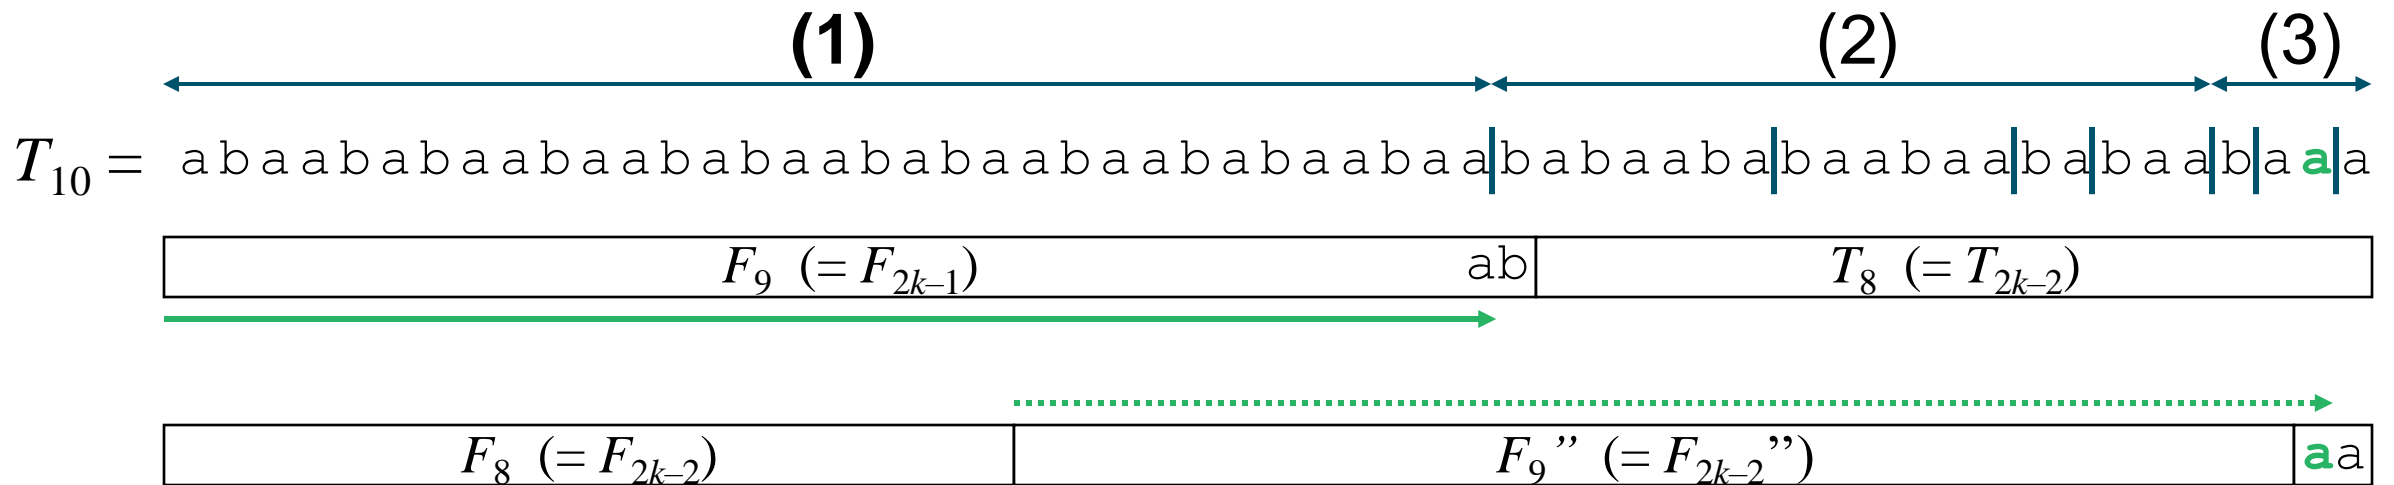 (1) (2) (3)
T10 = a b a a b a b a a b a a b a b a a b a b a a b a a b a b a a b a a|b a b a a b a|b a a b a a|b a|b a a|b|a a|a
F9 (= F2k–1) ab T8 (= T2k–2)
F8 (= F2k–2) F9” (= F2k–2”) aa